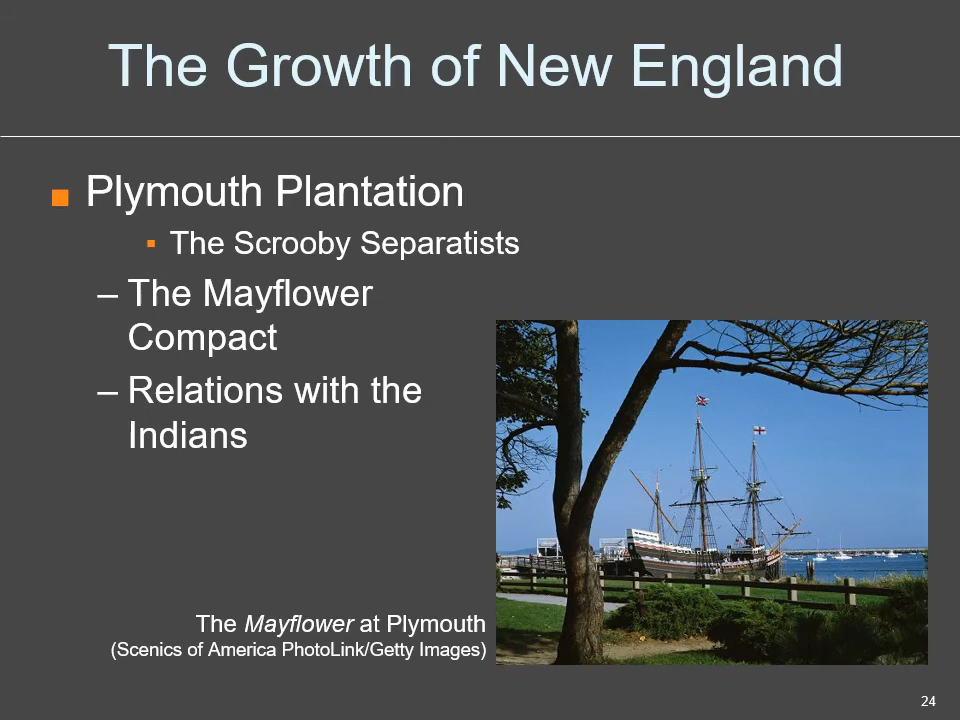 The Growth of New England
■ Plymouth Plantation
▪ The Scrooby Separatists
– The Mayflower
Compact
– Relations with the
Indians
The Mayflower at Plymouth
(Scenics of America PhotoLink/Getty Images)
24